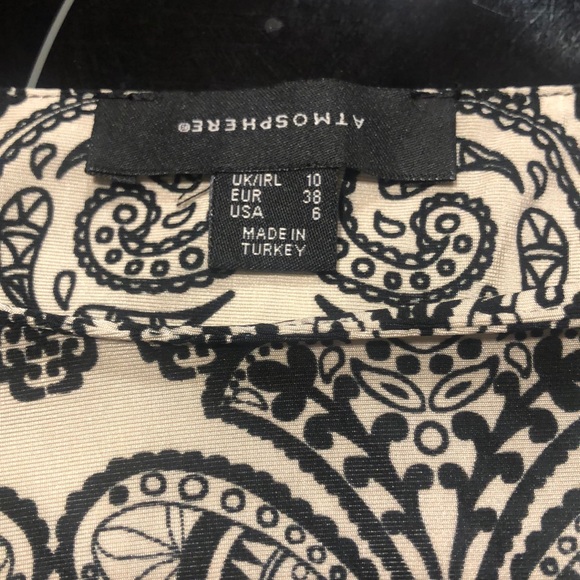 ATMOSPHERE®
UK/IRL 10
EUR 38
USA 6
MADE IN
TURKEY